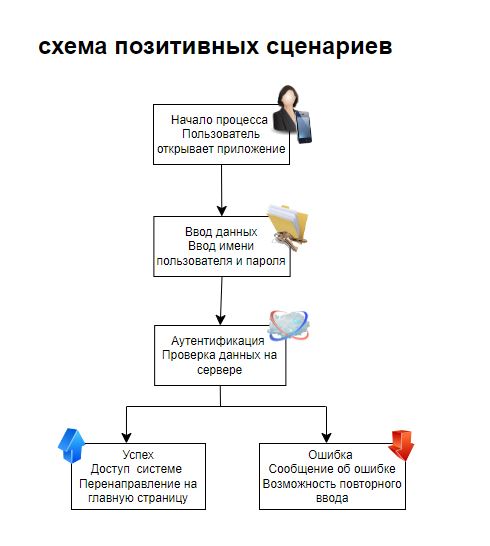 схема позитивных сценариев
Начало процесса
Пользователь
открывает приложение
Ввод данных
Ввод имени
пользователя и пароля
Аутентификация
Проверка данных на
сервере
Успех
Доступ системе
Перенаправление на
главную страницу
Ошибка
Сообщение об ошибке
Возможность повторного
ввода